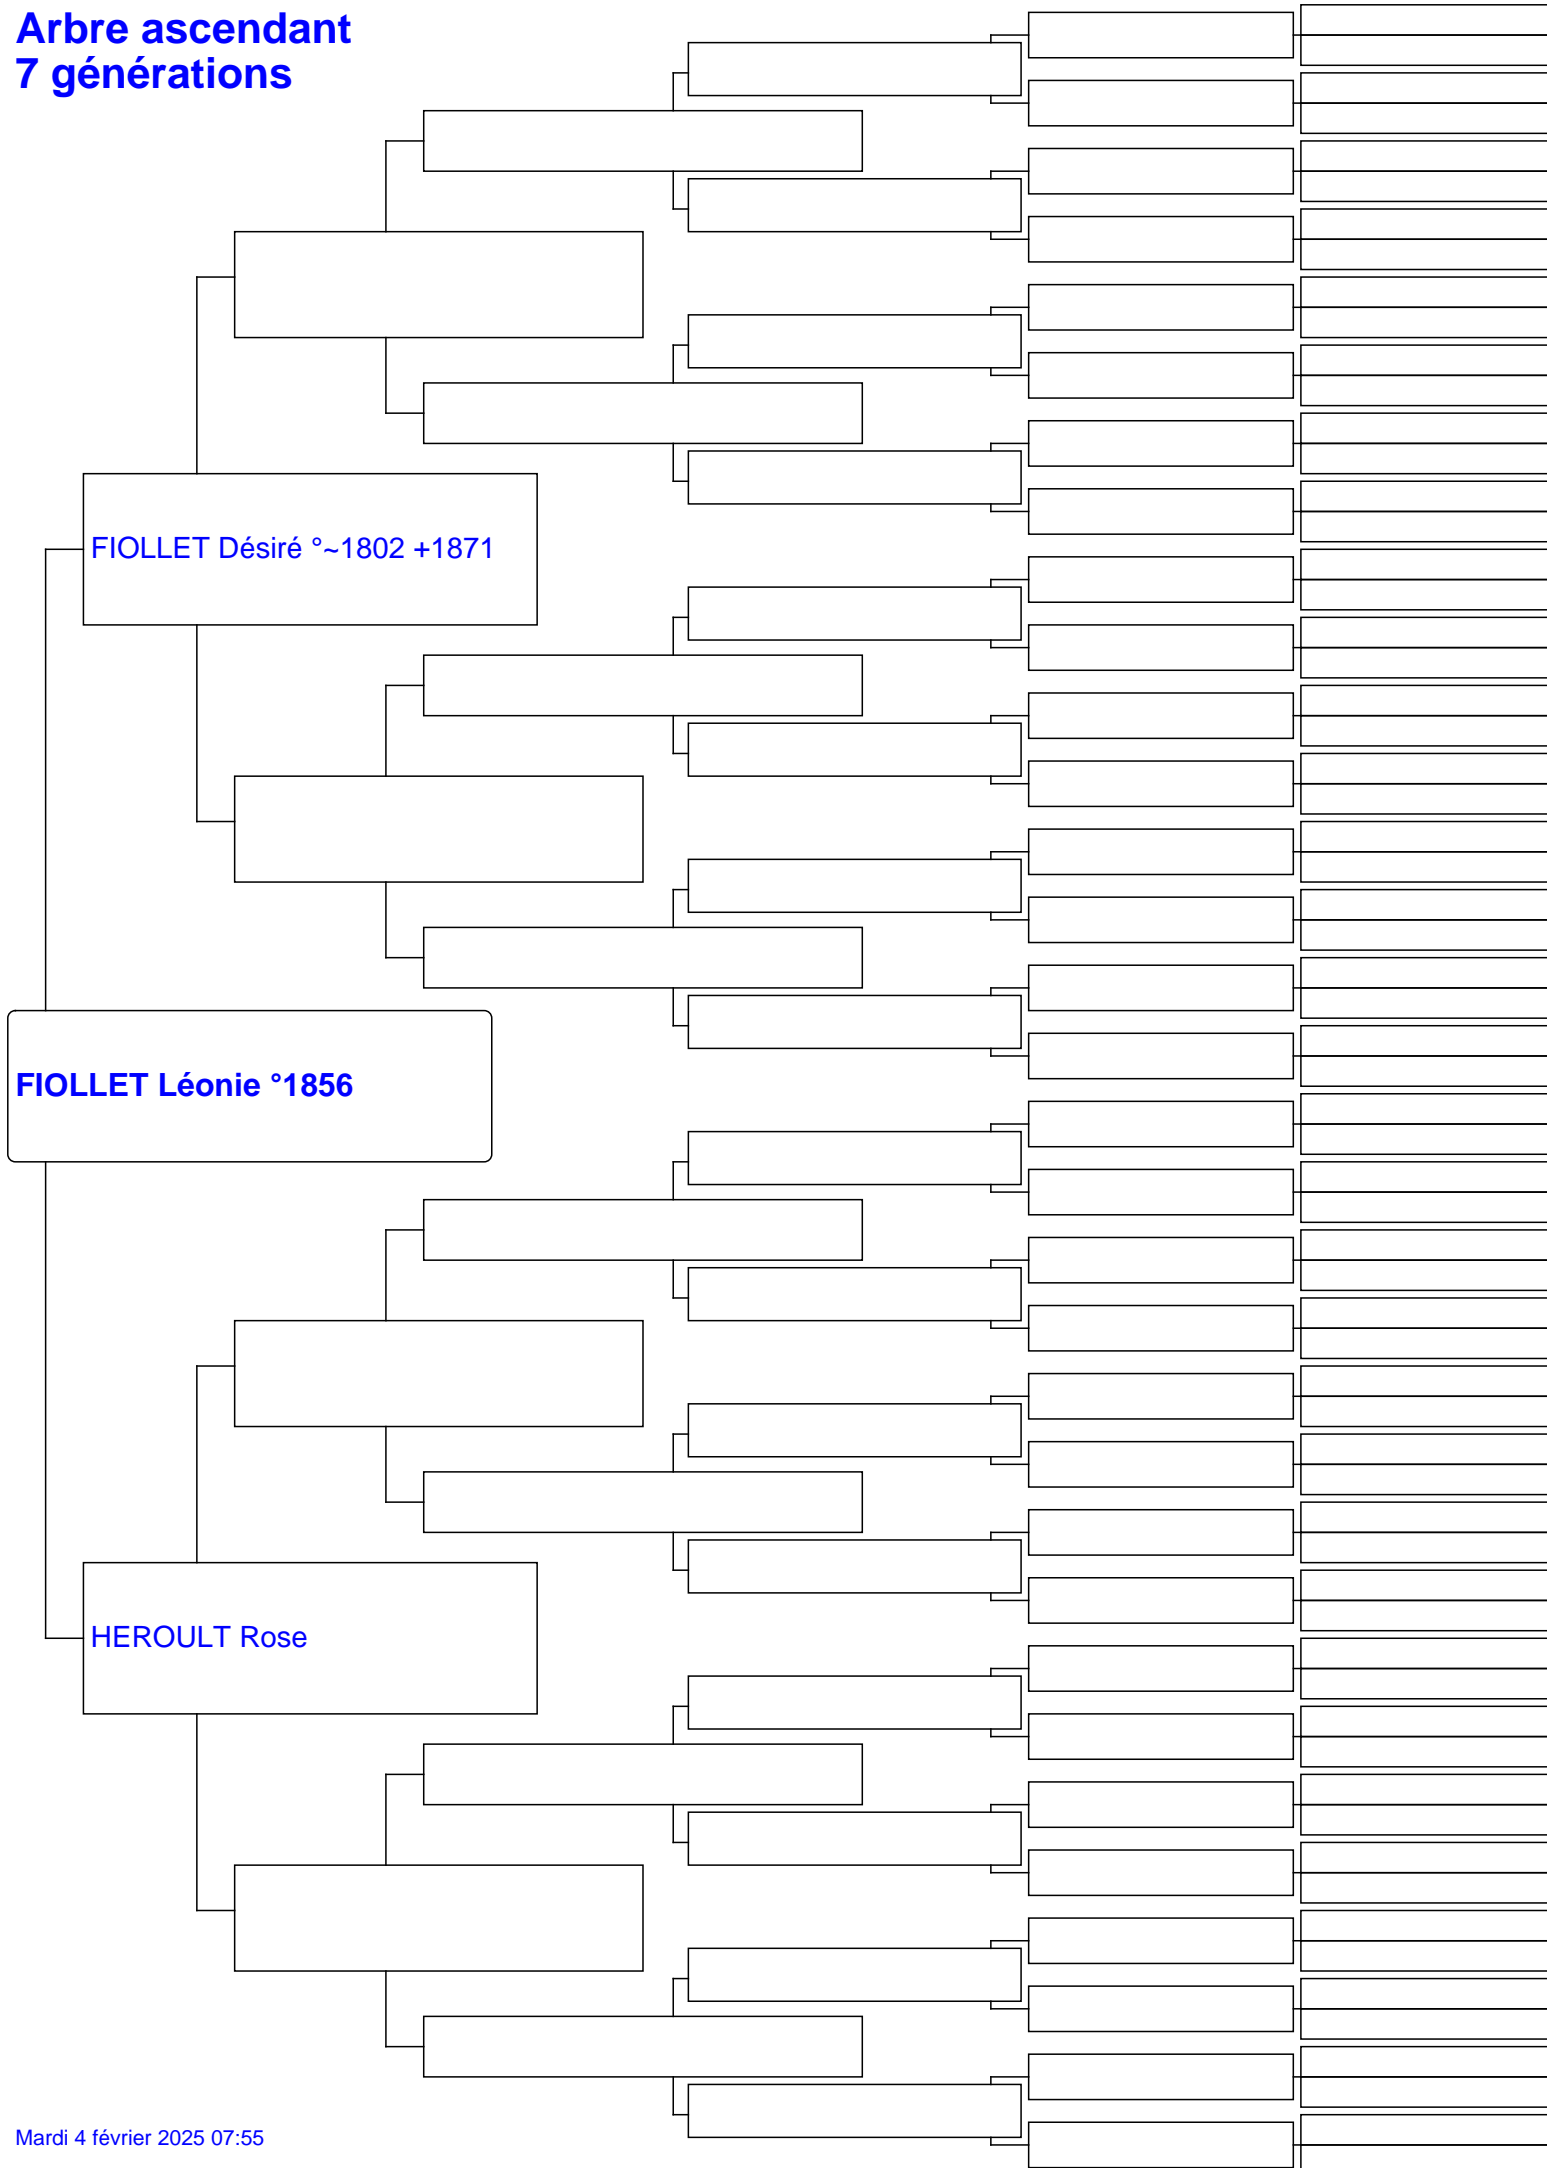 Arbre ascendant
7 générations
FIOLLET Désiré °~1802 +1871
FIOLLET Léonie °1856
HEROULT Rose
Mardi 4 février 2025 07:55